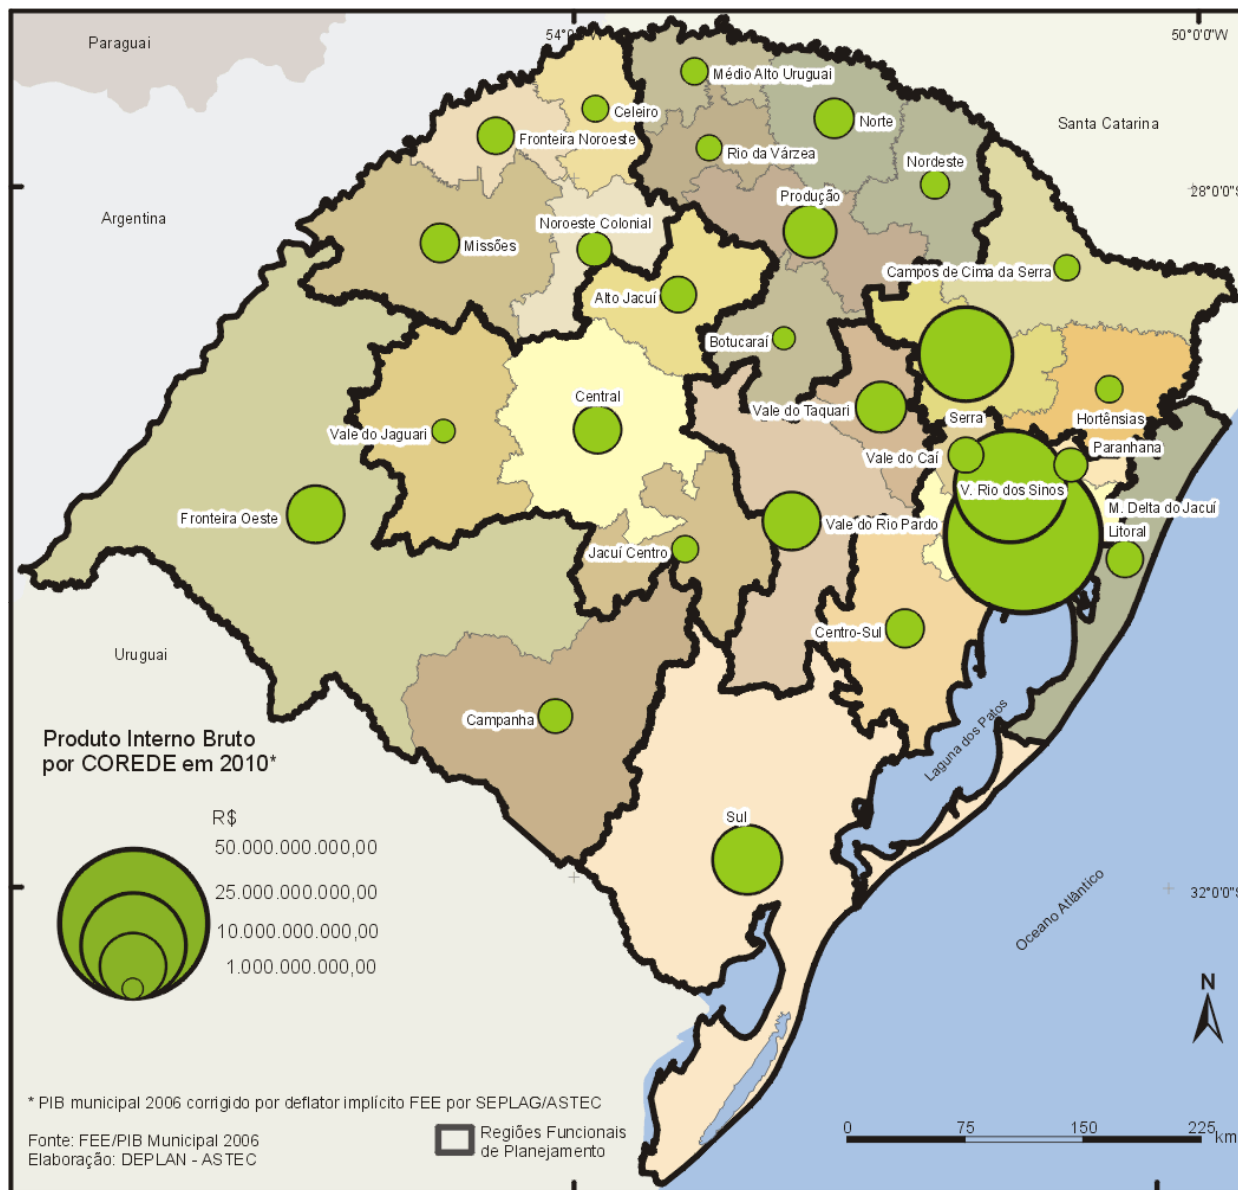 Paraguai
54°0'0"W
50°0'0"W
Médio Alto Uruguai
Celeiro
Norte
Santa Catarina
Fronteira Noroeste
Rio da Várzea
Nordeste
28°0'0"S
Produção
Argentina
Noroeste Colonial
Missões
Campos de Cima da Serra
Alto Jacuí
Botucaraí
Central
Vale do Taquari
Serra
Hortênsias
Vale do Jaguari
Paranhana
Vale do Caí
V. Rio dos Sinos
M. Delta do Jacuí
Fronteira Oeste
Vale do Rio Pardo
Litoral
Jacuí Centro
Centro-Sul
Uruguai
Campanha
Laguna dos Patos
Produto Interno Bruto
por COREDE em 2010*
R$
50.000.000.000,00
25.000.000.000,00
10.000.000.000,00
1.000.000.000,00
Sul
32°0'0"S
Oceano Atlântico
N
* PIB municipal 2006 corrigido por deflator implícito FEE por SEPLAG/ASTEC
Fonte: FEE/PIB Municipal 2006
Elaboração: DEPLAN - ASTEC
Regiões Funcionais
de Planejamento
0 75 150 225 km